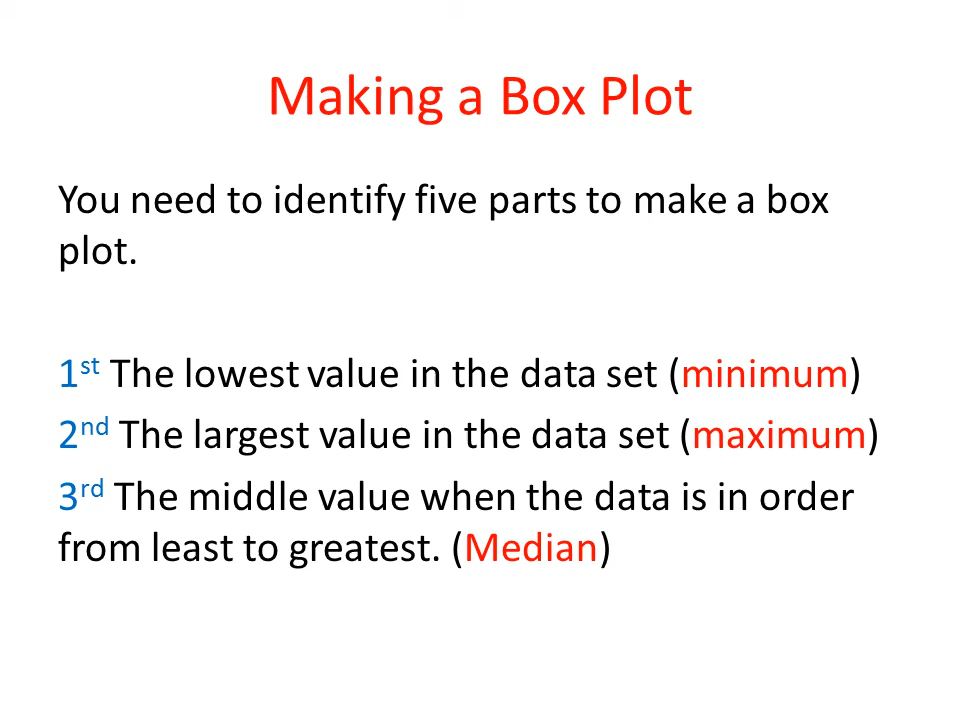 Making a Box Plot
You need to identify five parts to make a box
plot.
1st The lowest value in the data set (minimum)
2nd The largest value in the data set (maximum)
3rd The middle value when the data is in order
from least to greatest. (Median)